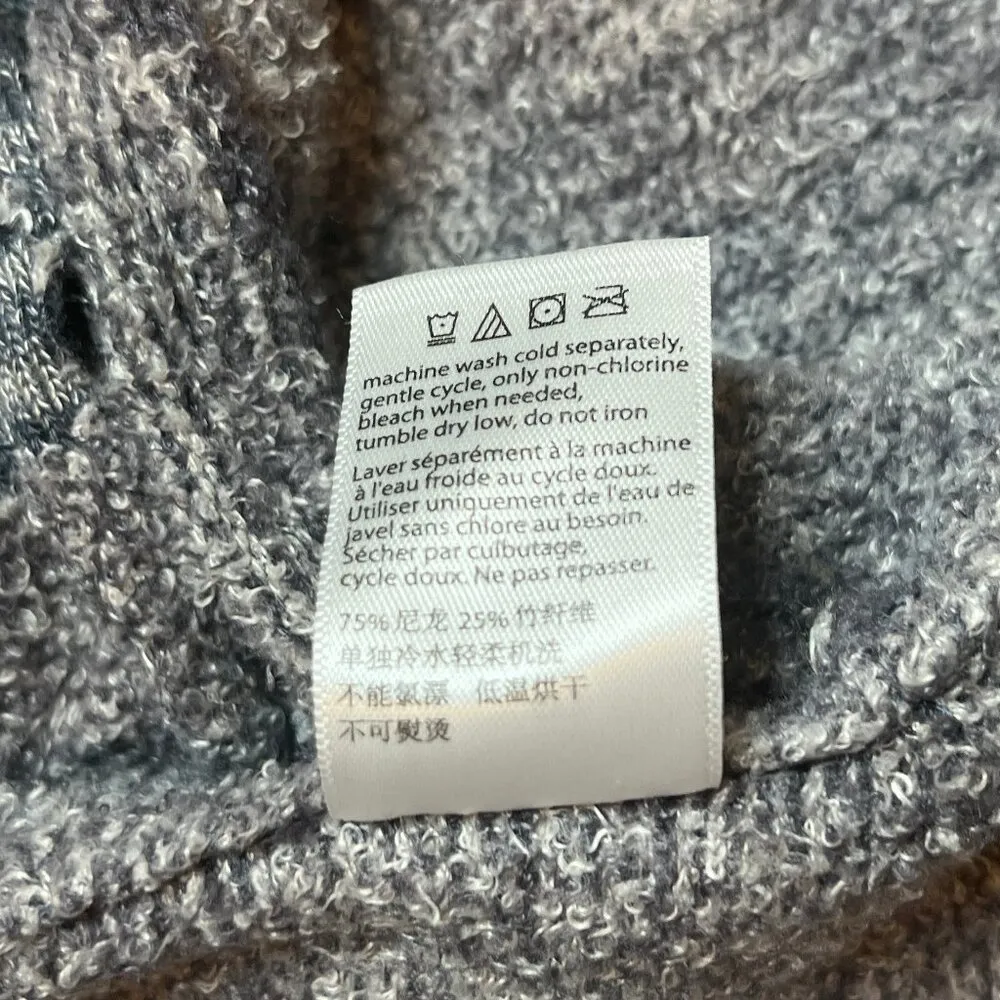 machine wash cold separately,
gentle cycle, only non-chlorine
bleach when needed,
tumble dry low, do not iron
Laver séparément à la machine
à l'eau froide au cycle doux.
Utiliser uniquement de l'eau de
javel sans chlore au besoin.
Sécher par culbutage,
cycle doux. Ne pas repasser.
75% 尼龙 25% 竹纤维
单独冷水轻柔机洗
不能氯漂 低温烘干
不可熨烫